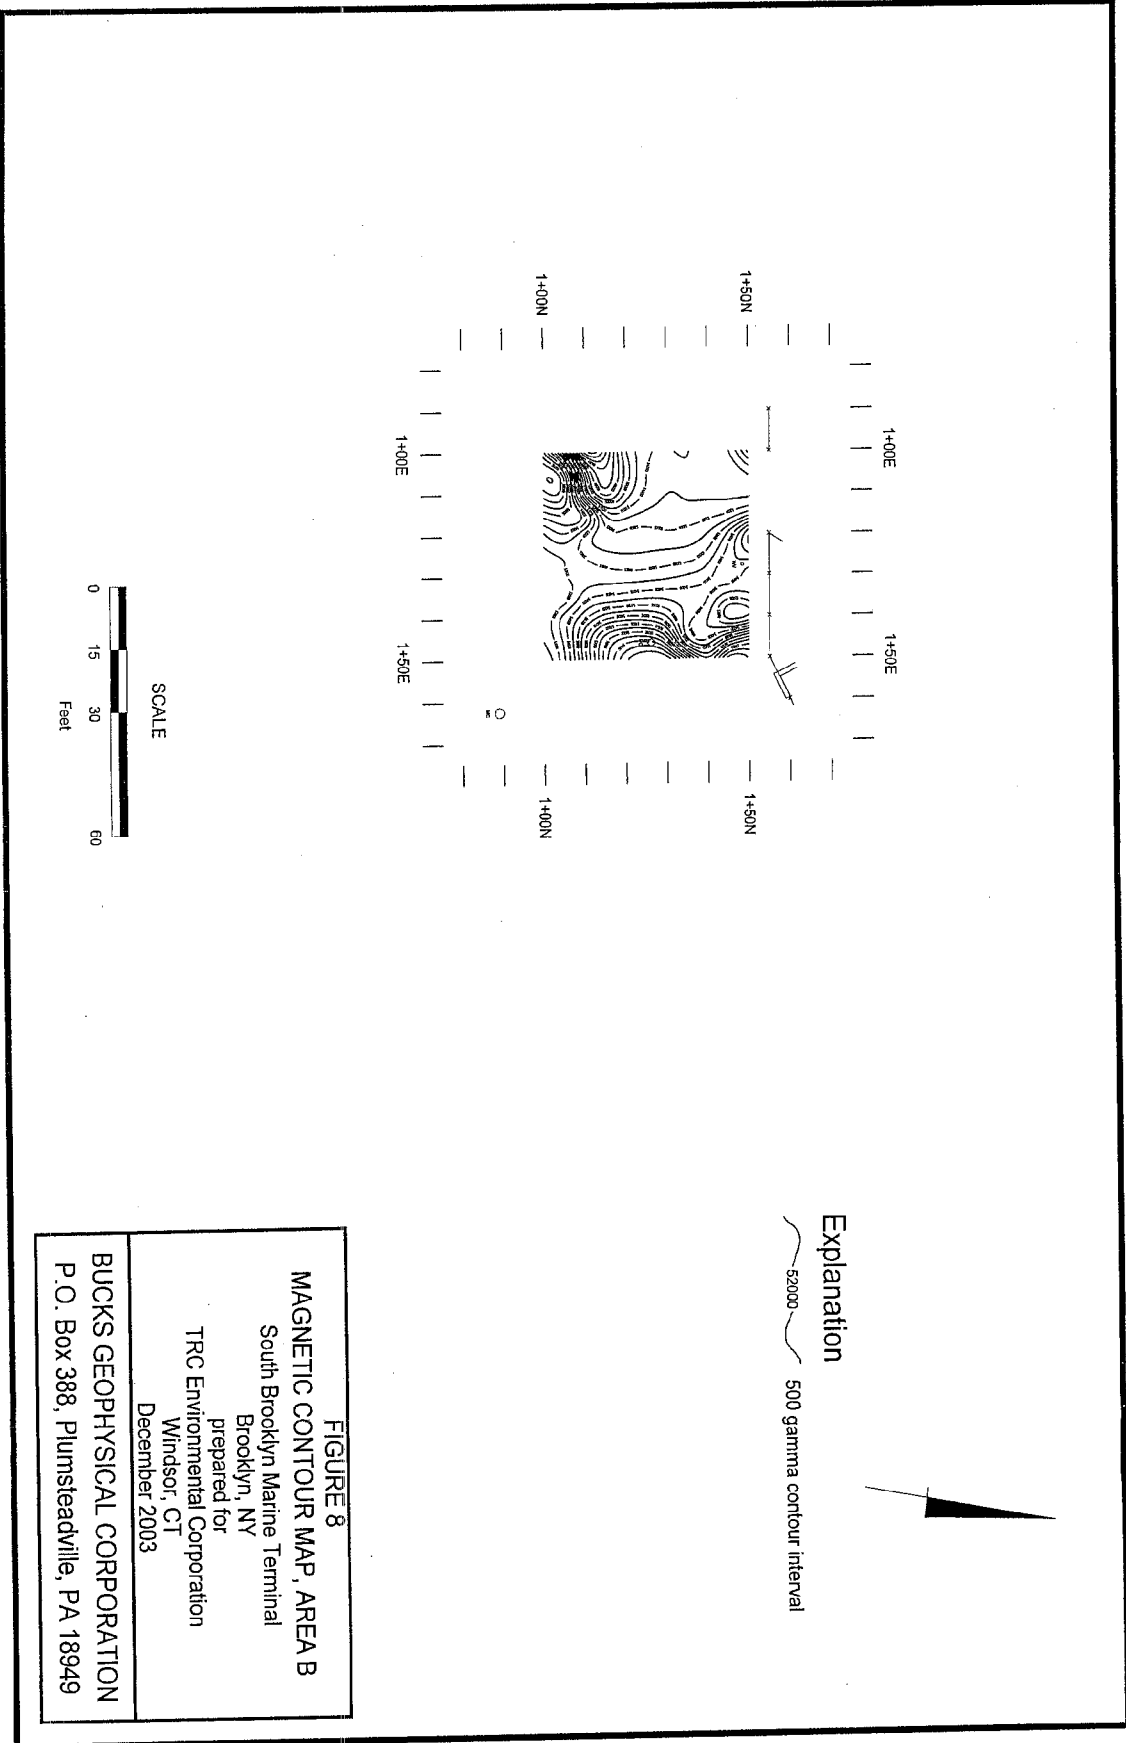 1+00E
1+50E
1+50N
1+50N
1+00N
1+00N
1+00E
1+50E
SCALE
0 15 30 60
Feet
Explanation
52000 500 gamma contour interval
FIGURE 8
MAGNETIC CONTOUR MAP, AREA B
South Brooklyn Marine Terminal
Brooklyn, NY
prepared for
TRC Environmental Corporation
Windsor, CT
December 2003
BUCKS GEOPHYSICAL CORPORATION
P.O. Box 388, Plumsteadville, PA 18949